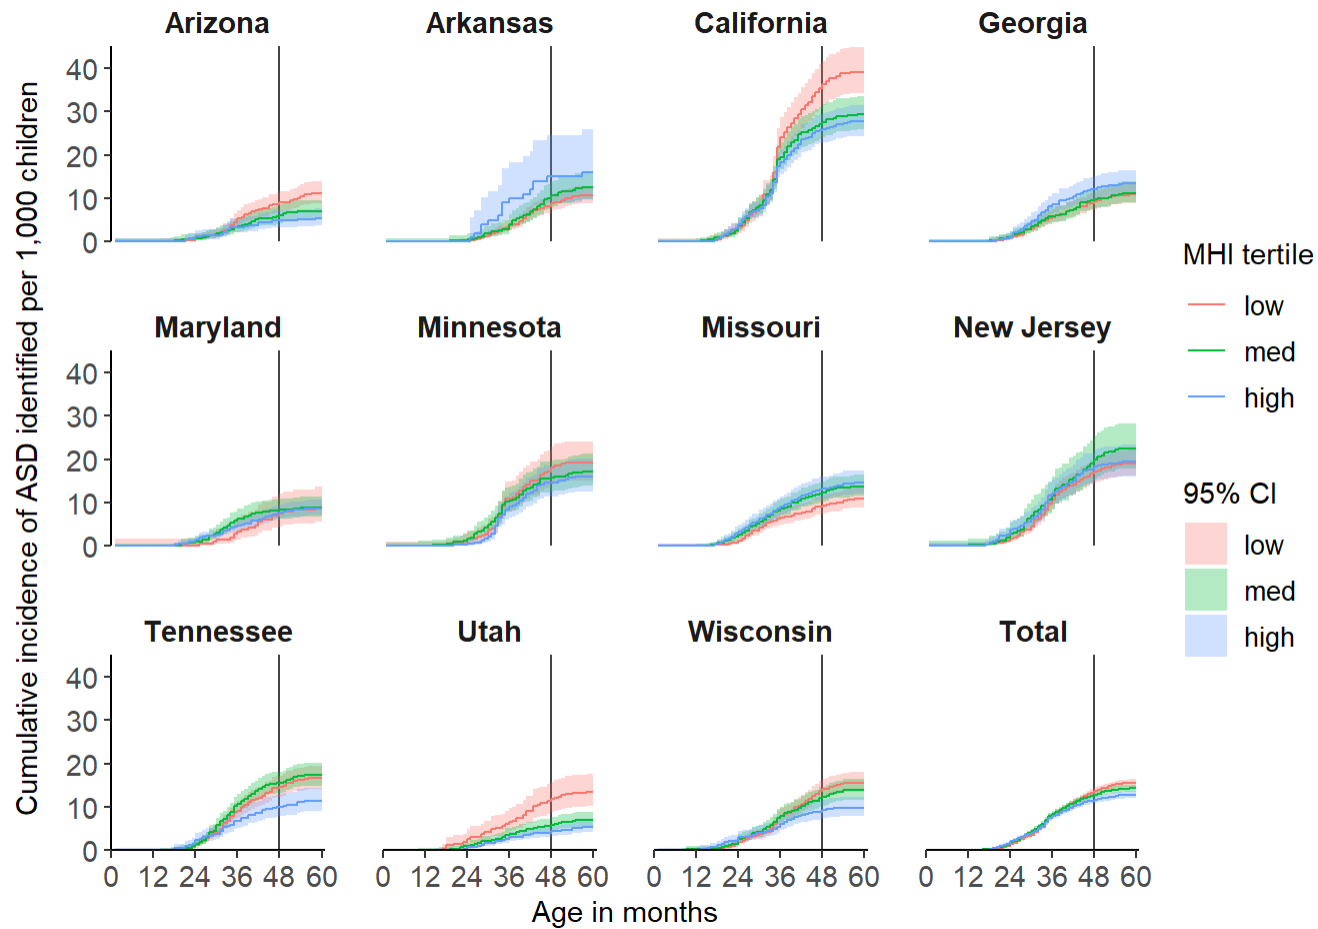 Arizona Arkansas California Georgia
Cumulative incidence of ASD identified per 1,000 children
40
30
20
10
0
MHI tertile
low
med
high
Maryland Minnesota Missouri New Jersey
40
30
20
10
0
95% CI
low
med
high
Tennessee Utah Wisconsin Total
40
30
20
10
0
0 12 24 36 48 60 0 12 24 36 48 60 0 12 24 36 48 60 0 12 24 36 48 60
Age in months